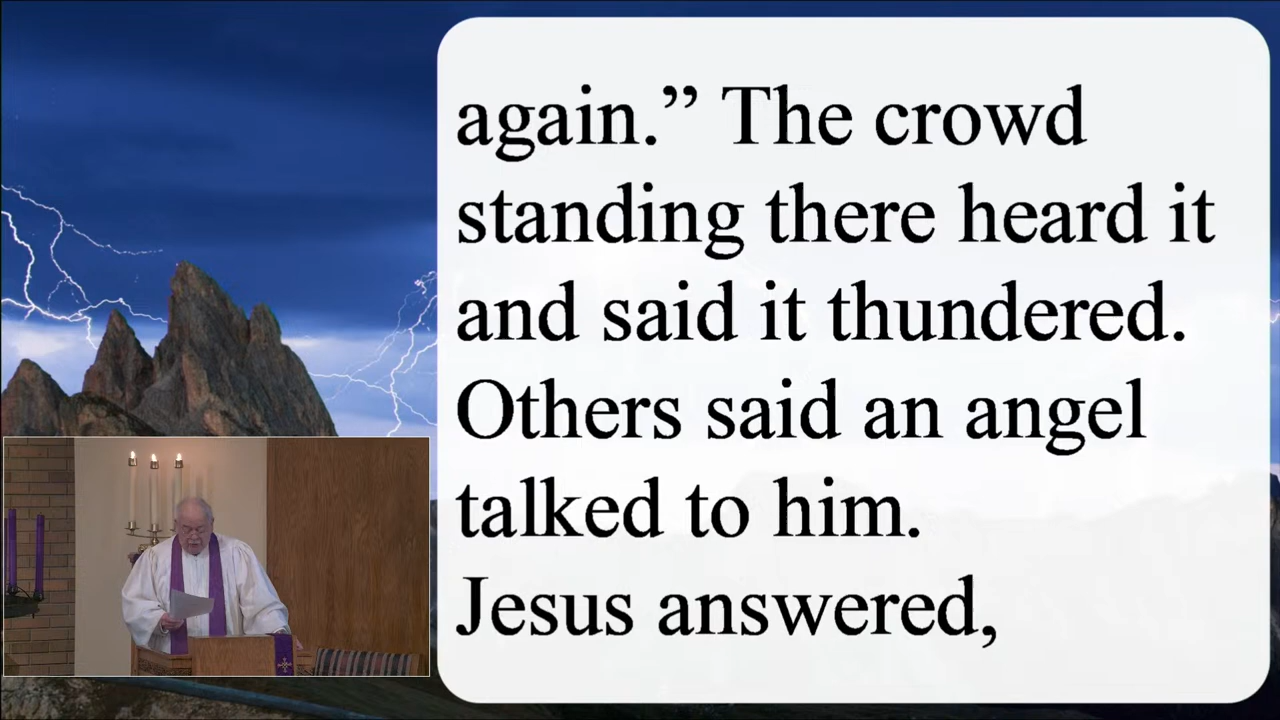 again.” The crowd
standing there heard it
and said it thundered.
Others said an angel
talked to him.
Jesus answered,